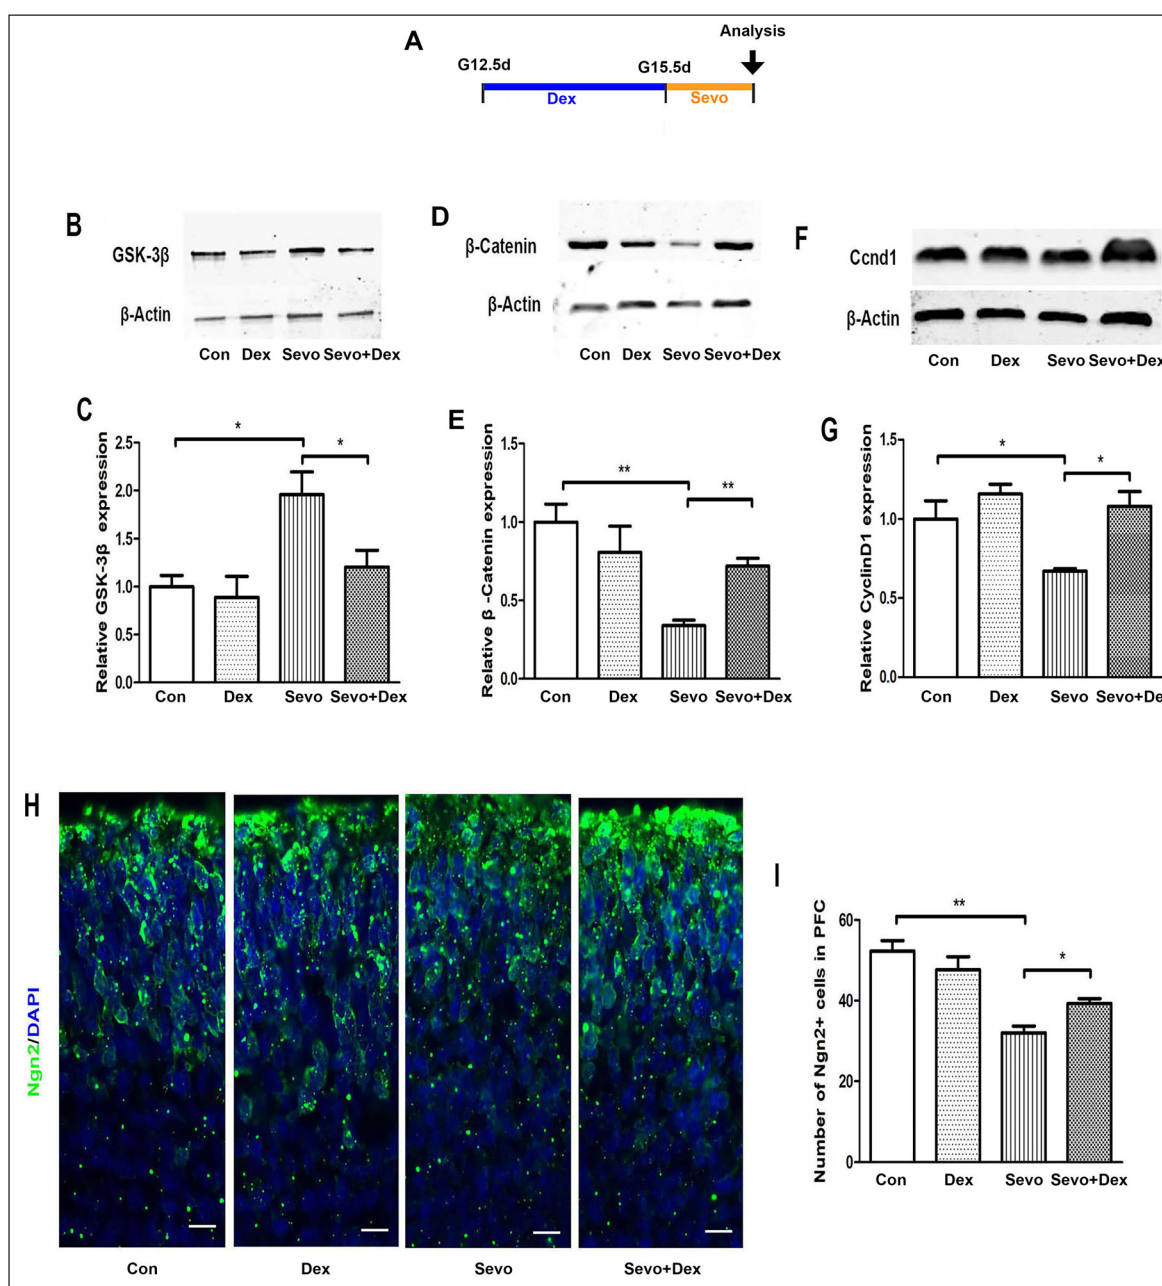 A
Analysis
G12.5d
G15.5d
Dex
Sevo
B
GSK-3β
β-Actin
Con Dex Sevo Sevo+Dex
D
β-Catenin
β-Actin
Con Dex Sevo Sevo+Dex
F
Ccnd1
β-Actin
Con Dex Sevo Sevo+Dex
C
Relative GSK-3β expression
2.5
2.0
1.5
1.0
0.5
0.0
*
*
Con Dex Sevo Sevo+Dex
E
Relative β -Catenin expression
1.5
1.0
0.5
0.0
**
**
Con Dex Sevo Sevo+Dex
G
Relative CyclinD1 expression
1.5
1.0
0.5
0.0
*
*
Con Dex Sevo Sevo+Dex
H
Ngn2/DAPI
Con Dex Sevo Sevo+Dex
I
Number of Ngn2+ cells in PFC
60
40
20
0
**
*
Con Dex Sevo Sevo+Dex